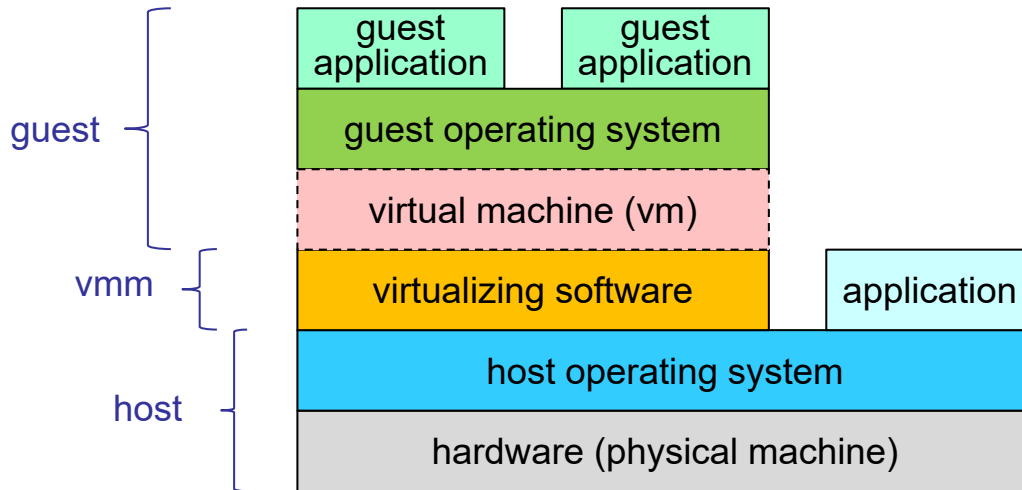 guest
application
guest
application
guest
guest operating system
virtual machine (vm)
vmm
virtualizing software
application
host operating system
host
hardware (physical machine)